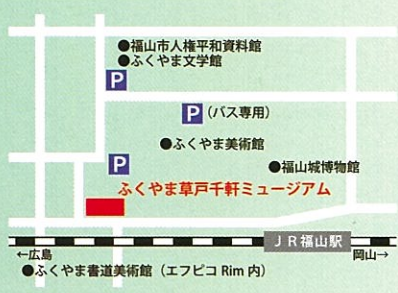 ●福山市人権平和資料館
●ふくやま文学館
P
P（バス専用）
●ふくやま美術館
P
●福山城博物館
ふくやま草戸千軒ミュージアム
JR福山駅
←広島
岡山→
●ふくやま書道美術館（エフピコRim内）